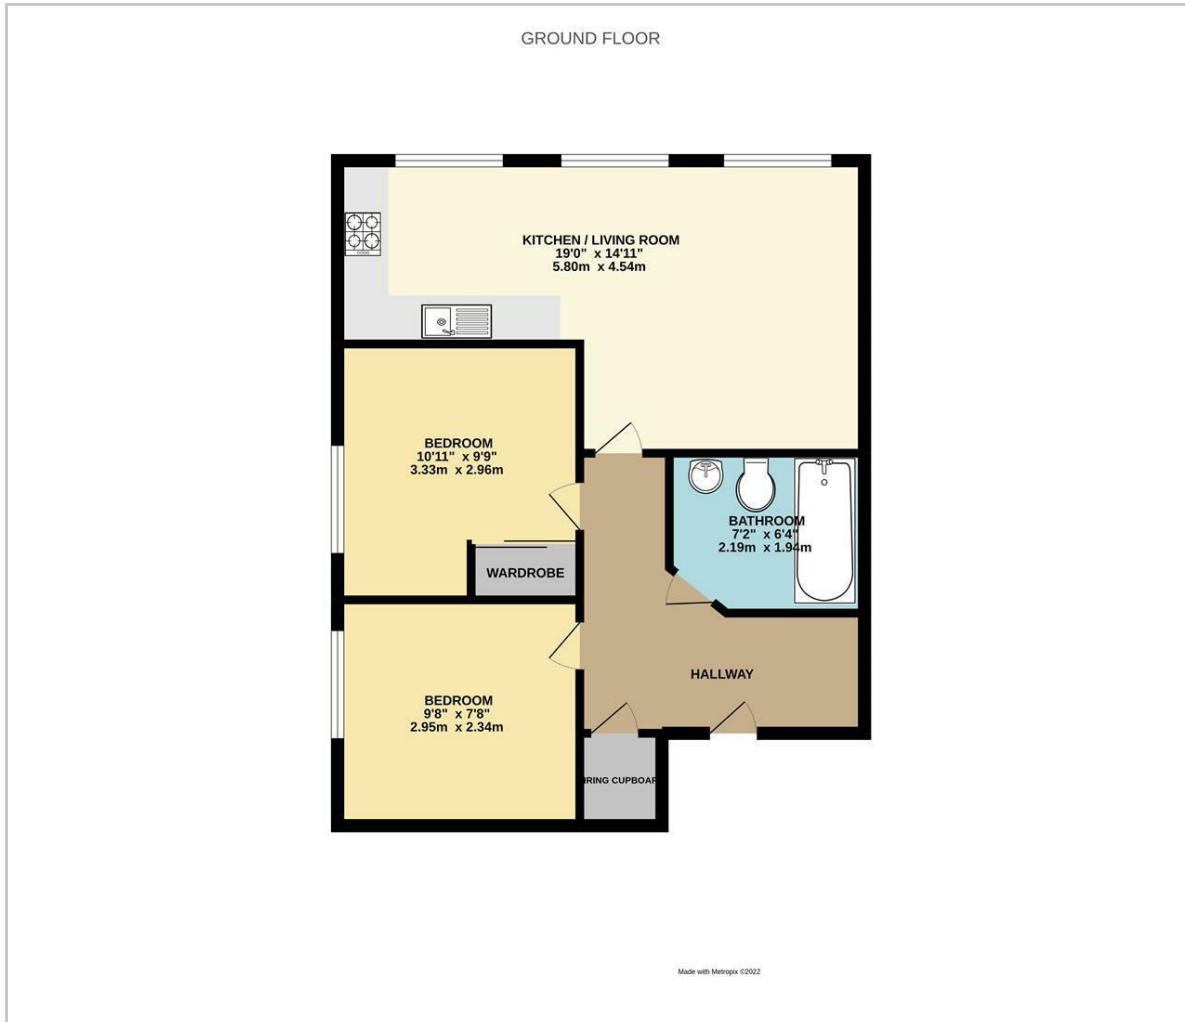 GROUND FLOOR
KITCHEN / LIVING ROOM
19'0" x 14'11"
5.80m x 4.54m
BEDROOM
10'11" x 9'9"
3.33m x 2.96m
BATHROOM
7'2" x 6'4"
2.19m x 1.94m
WARDROBE
HALLWAY
BEDROOM
9'8" x 7'8"
2.95m x 2.34m
IRING CUPBOAR
Made with Metropix ©2022